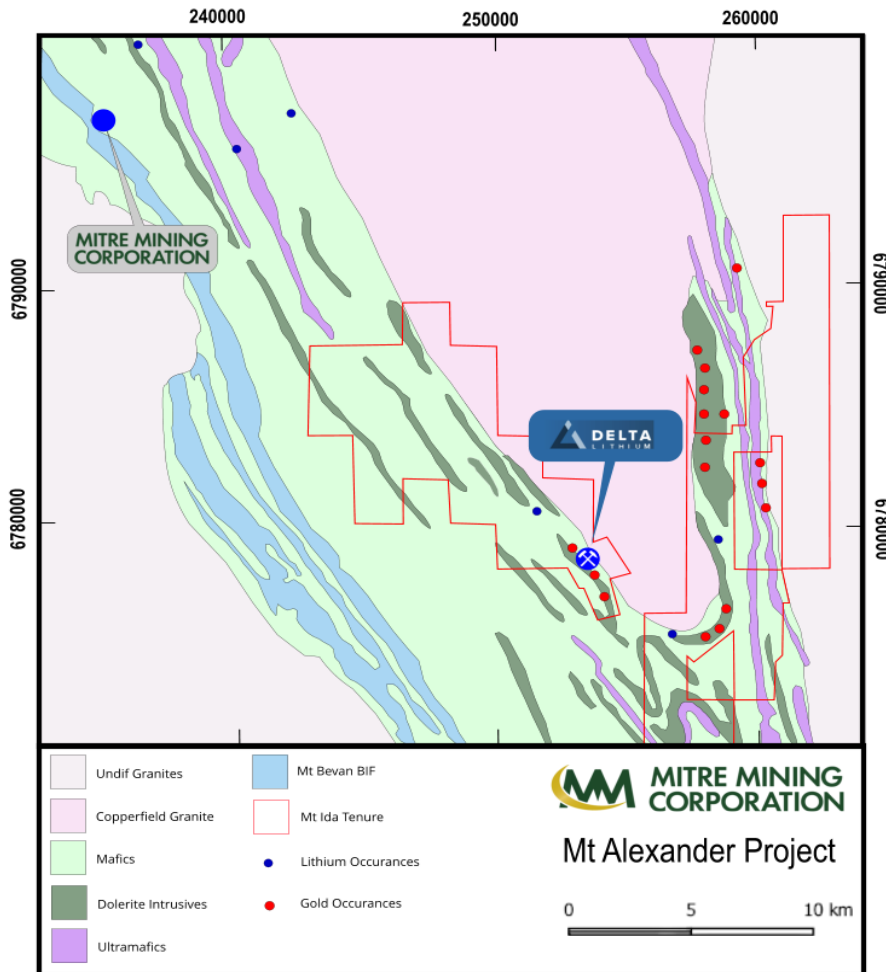 240000
250000
260000
6790000
6790000
6780000
6780000
MITRE MINING
CORPORATION
DELTA
LITHIUM
Undif Granites
Copperfield Granite
Mafics
Dolerite Intrusives
Ultramafics
Mt Bevan BIF
Mt Ida Tenure
Lithium Occurances
Gold Occurances
MITRE MINING
CORPORATION
Mt Alexander Project
0 5 10 km